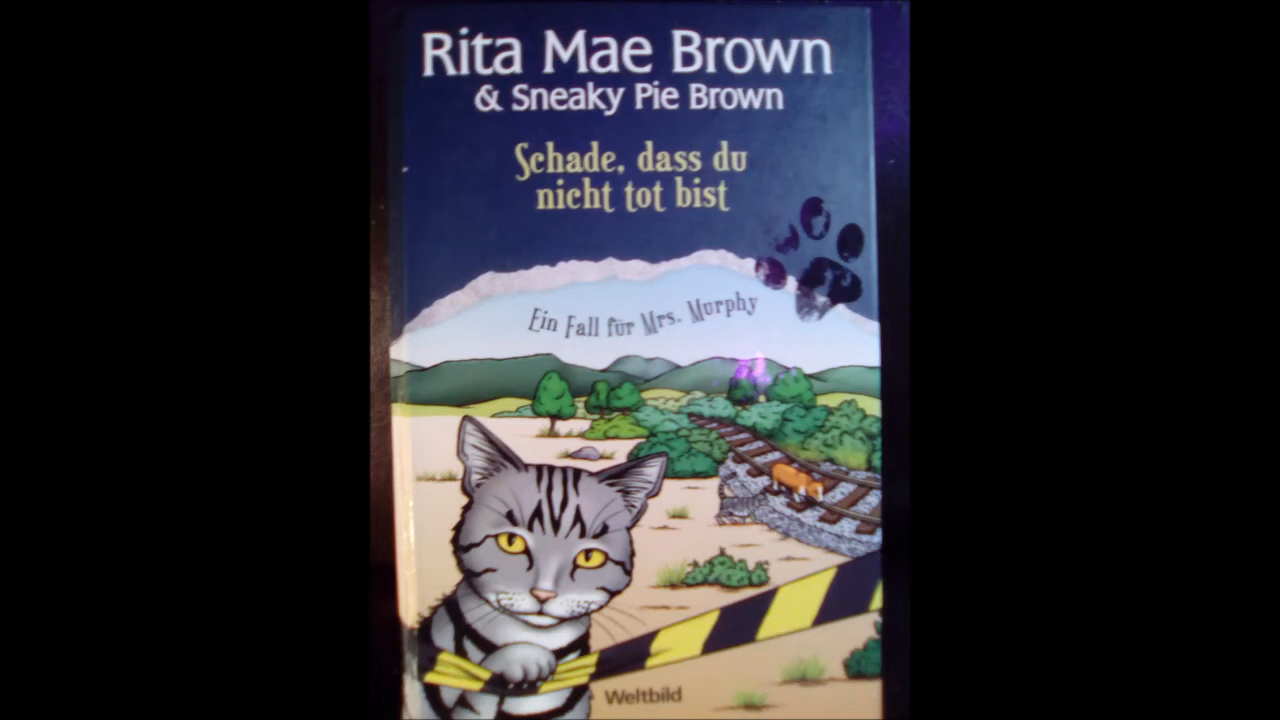 Rita Mae Brown
& Sneaky Pie Brown
Schade, dass du
nicht tot bist
Ein Fall für Mrs. Murphy
Weltbild